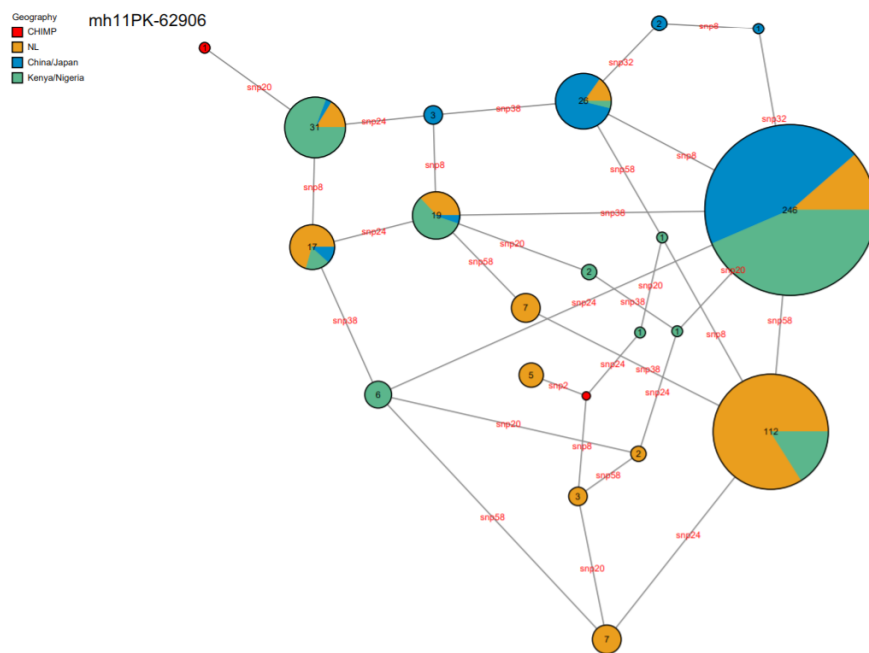 Geography
mh11PK-62906
CHIMP
NL
China/Japan
Kenya/Nigeria
2
snp8
1
snp20
snp32
26
31
snp24
3
snp38
snp32
snp8
snp58
snp8
snp8
246
19
snp38
17
snp24
1
snp20
2
snp20
snp58
snp20
snp24
7
snp38
1
1
snp58
snp38
snp8
snp24
snp38
5
snp2
snp24
6
snp20
112
snp8
2
snp58
3
snp58
snp24
snp20
7